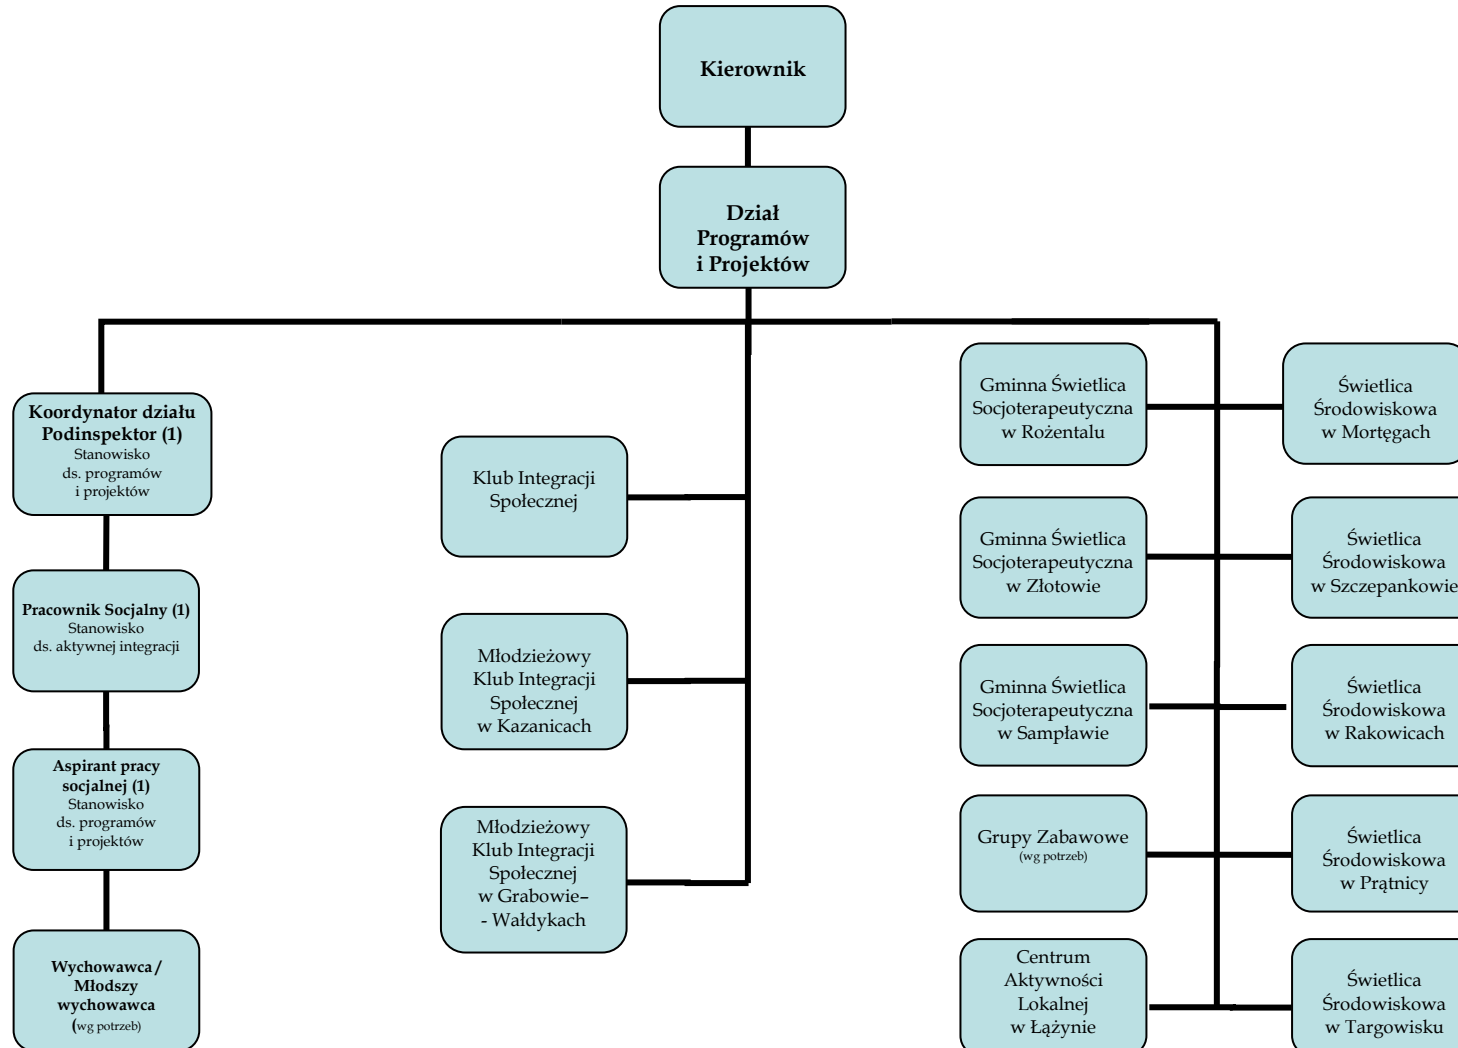 Kierownik
Dział
Programów
i Projektów
Koordynator działu
Podinspektor (1)
Stanowisko
ds. programów
i projektów
Pracownik Socjalny (1)
Stanowisko
ds. aktywnej integracji
Aspirant pracy
socjalnej (1)
Stanowisko
ds. programów
i projektów
Wychowawca /
Młodszy
wychowawca
(wg potrzeb)
Klub Integracji
Społecznej
Młodzieżowy
Klub Integracji
Społecznej
w Kazanicach
Młodzieżowy
Klub Integracji
Społecznej
w Grabowie–
- Wałdykach
Gminna Świetlica
Socjoterapeutyczna
w Rożentalu
Gminna Świetlica
Socjoterapeutyczna
w Złotowie
Gminna Świetlica
Socjoterapeutyczna
w Sampławie
Grupy Zabawowe
(wg potrzeb)
Centrum
Aktywności
Lokalnej
w Łążynie
Świetlica
Środowiskowa
w Mortęgach
Świetlica
Środowiskowa
w Szczepankowie
Świetlica
Środowiskowa
w Rakowicach
Świetlica
Środowiskowa
w Prątnicy
Świetlica
Środowiskowa
w Targowisku